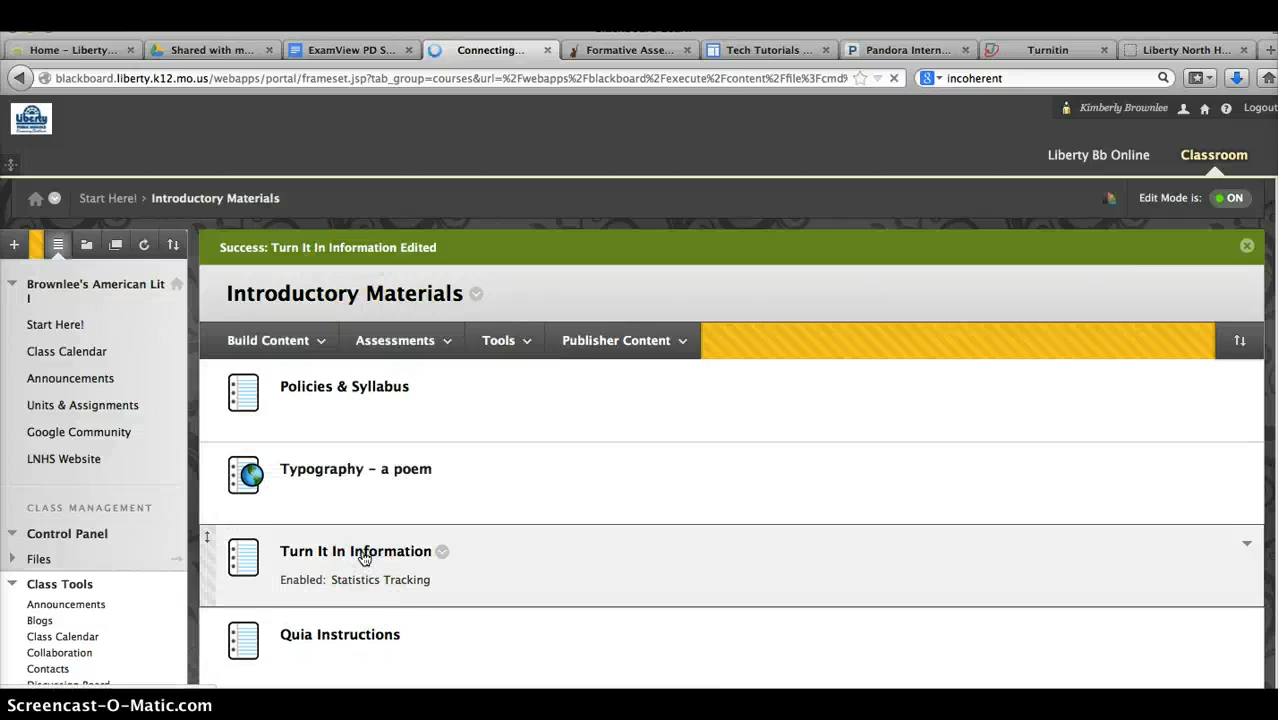 Home – Liberty... Shared with m... ExamView PD S... Connecting... Formative Asse... Tech Tutorials ... Pandora Intern... Turnitin Liberty North H...
blackboard.liberty.k12.mo.us/webapps/portal/frameset.jsp?tab_group=courses&url=%2Fwebapps%2Fblackboard%2Fexecute%2Fcontent%2Ffile%3Fcmd% incoherent
Liberty
Kimberly Brownlee Logout
Liberty Bb Online Classroom
Start Here! › Introductory Materials Edit Mode is: ON
Success: Turn It In Information Edited
Introductory Materials
Build Content Assessments Tools Publisher Content
Brownlee's American Lit
I
Start Here!
Class Calendar
Announcements
Units & Assignments
Google Community
LNHS Website
CLASS MANAGEMENT
Control Panel
Files
Class Tools
Announcements
Blogs
Class Calendar
Collaboration
Contacts
Discussion Board
Policies & Syllabus
Typography – a poem
Turn It In Information
Enabled: Statistics Tracking
Quia Instructions
Screencast-O-Matic.com